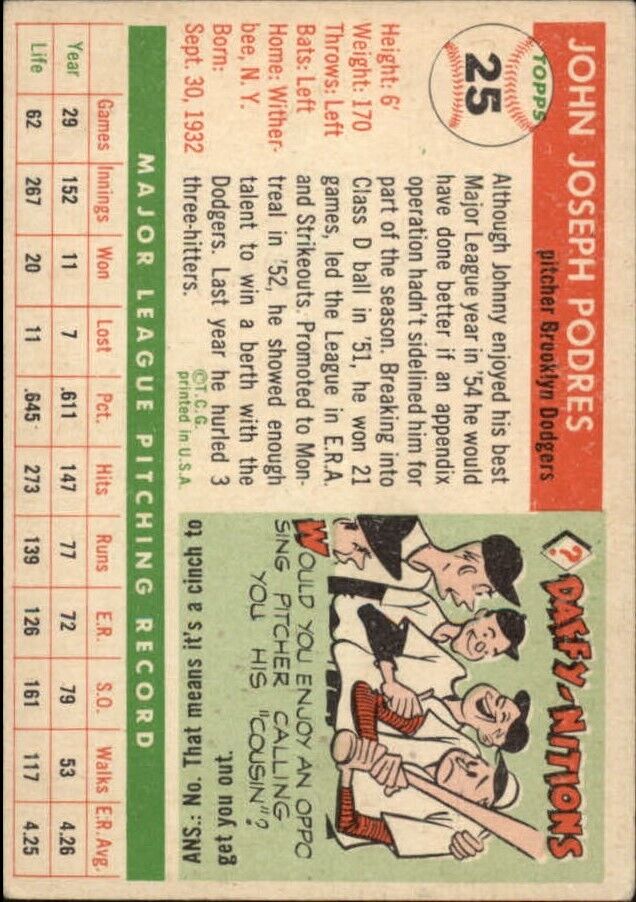 TOPPS
25
JOHN JOSEPH PODRES
pitcher Brooklyn Dodgers
Height: 6'
Weight: 170
Throws: Left
Bats: Left
Home: Wither-
bee, N. Y.
Born:
Sept. 30, 1932
Although Johnny enjoyed his best
Major League year in '54 he would
have done better if an appendix
operation hadn't sidelined him for
part of the season. Breaking into
Class D ball in '51, he won 21
games, led the League in E.R.A.
and Strikeouts. Promoted to Mon-
treal in '52, he showed enough
talent to win a berth with the
Dodgers. Last year he hurled 3
three-hitters.
©T.C.G.
printed in U.S.A
? DAFFY-NITIONS
WOULD YOU ENJOY AN OPPO
SING PITCHER CALLING
YOU HIS "COUSIN"?
ANS.: No. That means it's a cinch to
get you out.
MAJOR LEAGUE PITCHING RECORD
Games Innings Won Lost Pct. Hits Runs E.R. S.O. Walks E.R.Avg.
Year 29 152 11 7 .611 147 77 72 79 53 4.26
Life 62 267 20 11 .645 273 139 126 161 117 4.25